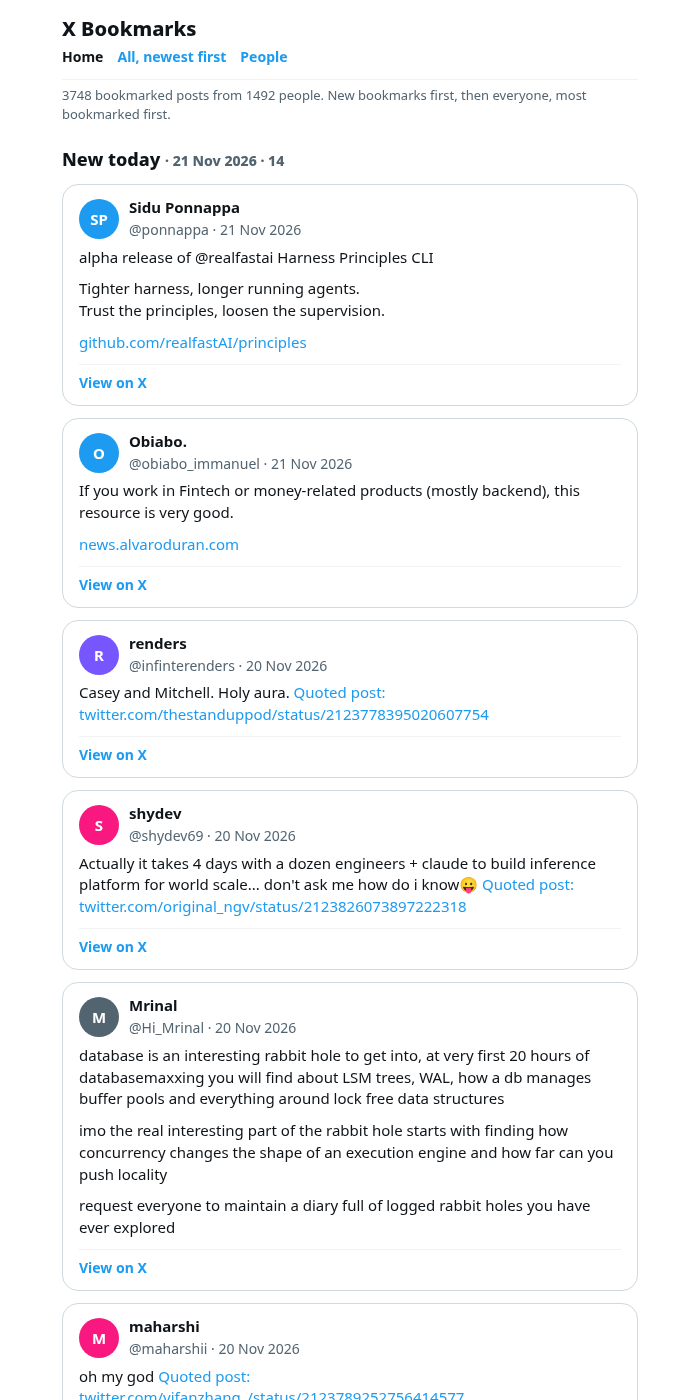 X Bookmarks
Home All, newest first People
3748 bookmarked posts from 1492 people. New bookmarks first, then everyone, most
bookmarked first.
New today · 21 Nov 2026 · 14
SP
Sidu Ponnappa
@ponnappa · 21 Nov 2026
alpha release of @realfastai Harness Principles CLI
Tighter harness, longer running agents.
Trust the principles, loosen the supervision.
github.com/realfastAI/principles
View on X
O
Obiabo.
@obiabo_immanuel · 21 Nov 2026
If you work in Fintech or money-related products (mostly backend), this
resource is very good.
news.alvaroduran.com
View on X
R
renders
@infinterenders · 20 Nov 2026
Casey and Mitchell. Holy aura. Quoted post:
twitter.com/thestanduppod/status/2123778395020607754
View on X
S
shydev
@shydev69 · 20 Nov 2026
Actually it takes 4 days with a dozen engineers + claude to build inference
platform for world scale... don't ask me how do i know😛 Quoted post:
twitter.com/original_ngv/status/2123826073897222318
View on X
M
Mrinal
@Hi_Mrinal · 20 Nov 2026
database is an interesting rabbit hole to get into, at very first 20 hours of
databasemaxxing you will find about LSM trees, WAL, how a db manages
buffer pools and everything around lock free data structures
imo the real interesting part of the rabbit hole starts with finding how
concurrency changes the shape of an execution engine and how far can you
push locality
request everyone to maintain a diary full of logged rabbit holes you have
ever explored
View on X
M
maharshi
@maharshii · 20 Nov 2026
oh my god Quoted post:
twitter.com/yifanzhang_/status/2123789252756414577